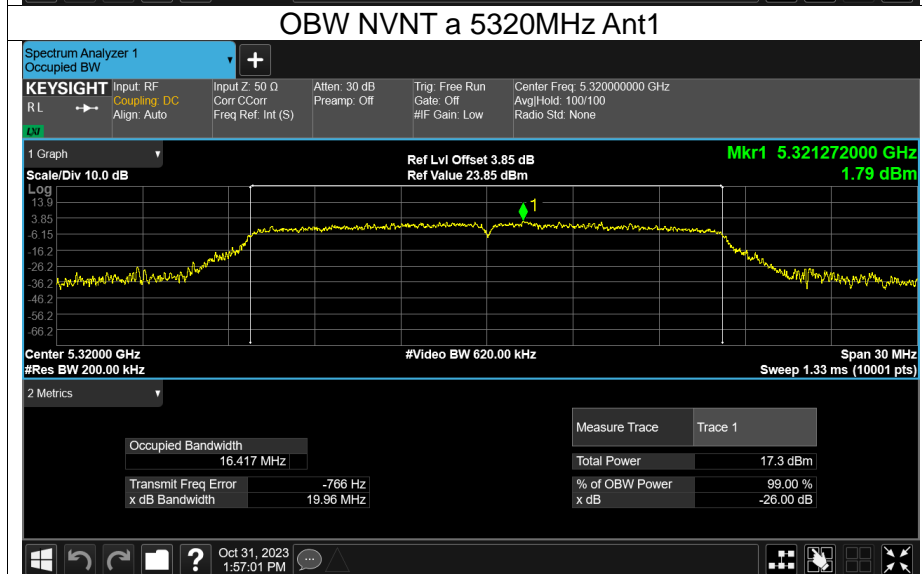 OBW NVNT a 5320MHz Ant1
Spectrum Analyzer 1
Occupied BW
+
KEYSIGHT
R L
LXI
Input: RF
Coupling: DC
Align: Auto
Input Z: 50 Ω
Corr CCorr
Freq Ref: Int (S)
Atten: 30 dB
Preamp: Off
Trig: Free Run
Gate: Off
#IF Gain: Low
Center Freq: 5.320000000 GHz
Avg|Hold: 100/100
Radio Std: None
1 Graph
Scale/Div 10.0 dB
Ref Lvl Offset 3.85 dB
Ref Value 23.85 dBm
Mkr1 5.321272000 GHz
1.79 dBm
Log
13.9
3.85
-6.15
-16.2
-26.2
-36.2
-46.2
-56.2
-66.2
1
Center 5.32000 GHz
#Res BW 200.00 kHz
#Video BW 620.00 kHz
Span 30 MHz
Sweep 1.33 ms (10001 pts)
2 Metrics
Occupied Bandwidth
16.417 MHz
Transmit Freq Error -766 Hz
x dB Bandwidth 19.96 MHz
Measure Trace Trace 1
Total Power 17.3 dBm
% of OBW Power 99.00 %
x dB -26.00 dB
?
Oct 31, 2023
1:57:01 PM